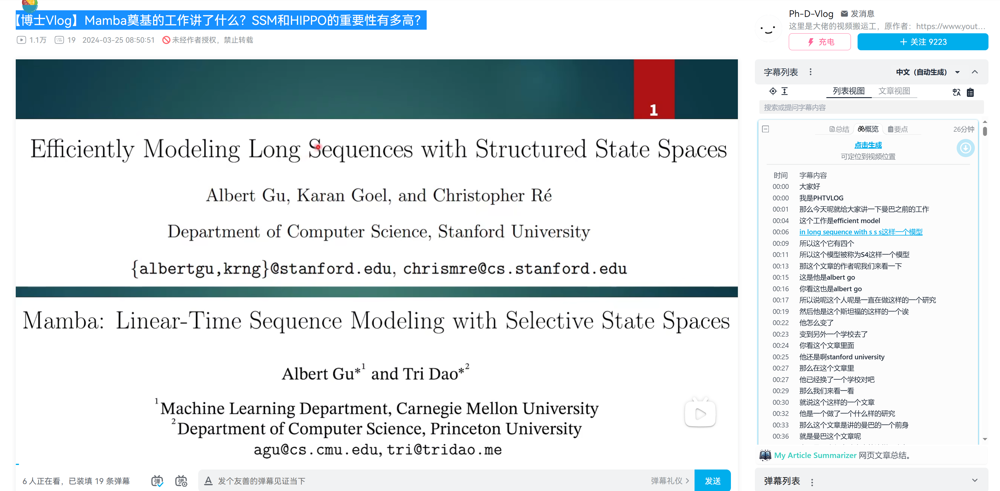 【博士Vlog】Mamba奠基的工作讲了什么？SSM和HIPPO的重要性有多高？
1.1万 19 2024-03-25 08:50:51 未经作者授权，禁止转载
1
Efficiently Modeling Long Sequences with Structured State Spaces
Albert Gu, Karan Goel, and Christopher Ré
Department of Computer Science, Stanford University
{albertgu,krng}@stanford.edu, chrismre@cs.stanford.edu
Mamba: Linear-Time Sequence Modeling with Selective State Spaces
Albert Gu*1 and Tri Dao*2
1Machine Learning Department, Carnegie Mellon University
2Department of Computer Science, Princeton University
agu@cs.cmu.edu, tri@tridao.me
6 人正在看，已装填 19 条弹幕
弹
弹
A 发个友善的弹幕见证当下
弹幕礼仪 >
发送
Ph-D-Vlog 发消息
这里是大佬的视频搬运工，原作者：https://www.yout...
充电
+ 关注 9223
字幕列表
中文（自动生成）
列表视图 文章视图
搜索或提问字幕内容
总结 概览 要点 26分钟
点击生成
可定位到视频位置
时间 字幕内容
00:00 大家好
00:00 我是PHTVLOG
00:01 那么今天呢就给大家讲一下曼巴之前的工作
00:04 这个工作是efficient model
00:06 in long sequence with s s s这样一个模型
00:09 所以这个它有四个
00:11 所以这个模型被称为S4这样一个模型
00:13 那这个文章的作者呢我们来看一下
00:15 这是他是albert go
00:16 你看这也是albert go
00:17 所以说呢这个人呢是一直在做这样的一个研究
00:19 然后他是这个斯坦福的这样的一个诶
00:22 他怎么变了
00:23 变到另外一个学校去了
00:24 你看这个文章里面
00:25 他还是啊stanford university
00:27 那么在这个文章里
00:27 他已经换了一个学校对吧
00:29 那么我们来看一看
00:30 就说这个这样的一个文章
00:32 他是一个做了一个什么样的研究
00:33 那么这个文章是讲的曼巴的一个前身
00:36 就是曼巴这个文章呢
My Article Summarizer 网页文章总结。
弹幕列表